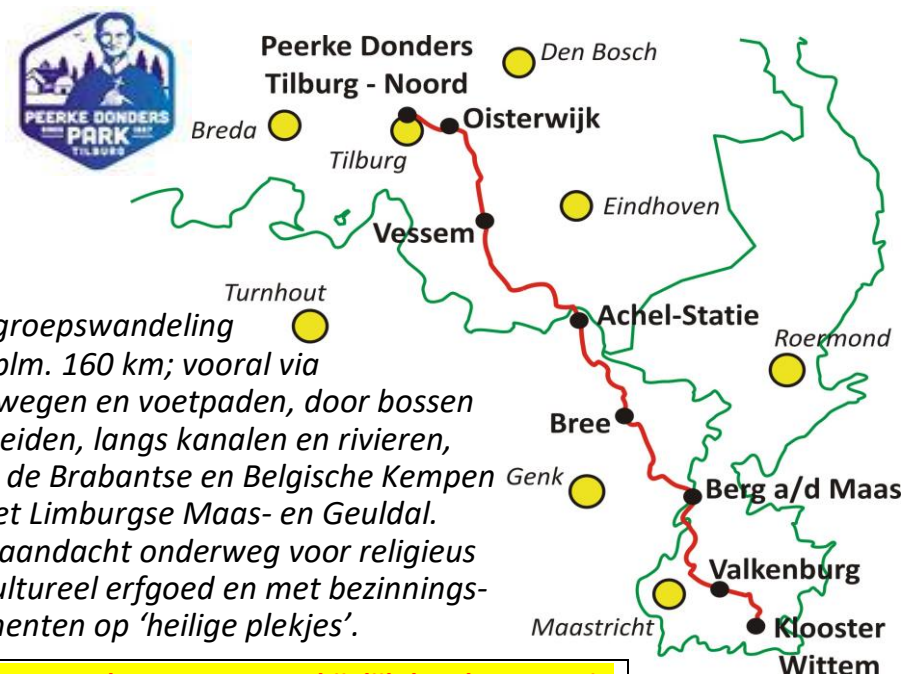 PEERKE DONDERS
PARK
TILBURG
Peerke Donders
Tilburg - Noord
Den Bosch
Breda
Oisterwijk
Tilburg
Eindhoven
Vessem
Turnhout
Achel-Statie
Roermond
groepswandeling
plm. 160 km; vooral via
wegen en voetpaden, door bossen
eiden, langs kanalen en rivieren,
de Brabantse en Belgische Kempen
et Limburgse Maas- en Geuldal.
aandacht onderweg voor religieus
ultureel erfgoed en met bezinnings-
enten op ‘heilige plekjes’.
Bree
Genk
Berg a/d Maas
Valkenburg
Maastricht
Klooster
Wittem